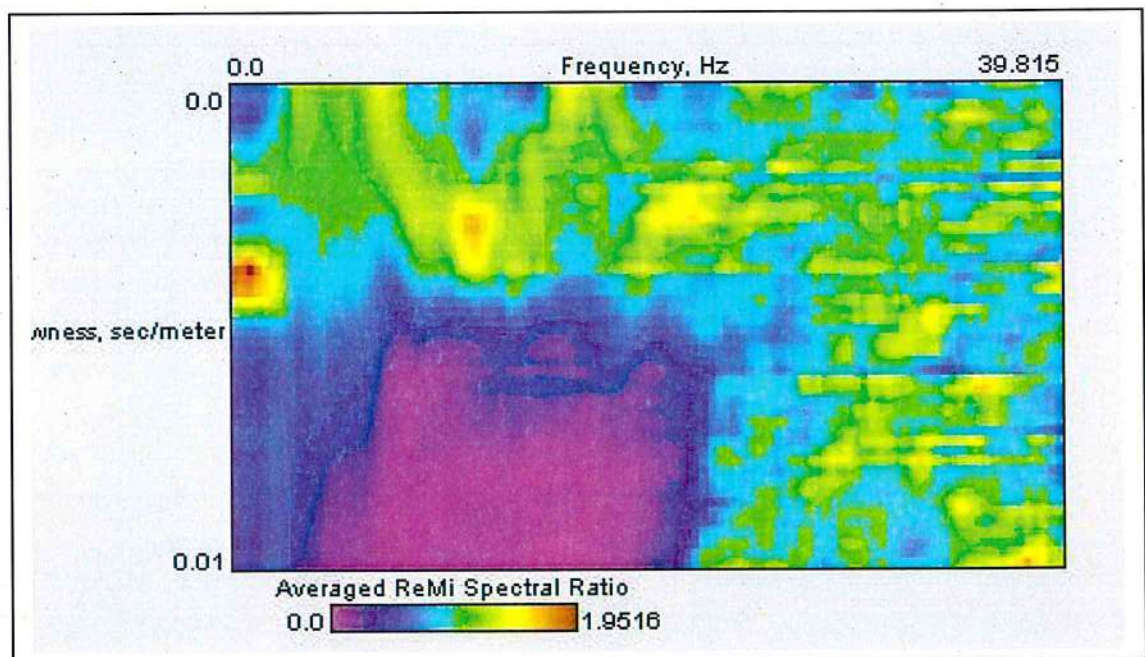 0.0 Frequency, Hz 39.815
0.0
wness, sec/meter
0.01
Averaged ReMi Spectral Ratio
0.0 1.9516